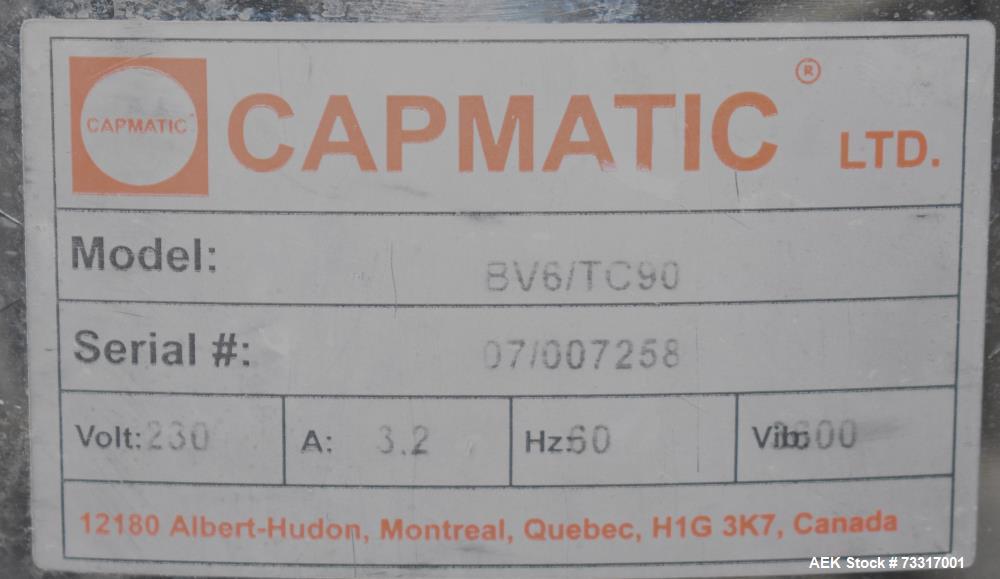 CAPMATIC
CAPMATIC® LTD.
Model: BV6/TC90
Serial #: 07/007258
Volt: 230 A: 3.2 Hz: 60 Vib: 3600
12180 Albert-Hudon, Montreal, Quebec, H1G 3K7, Canada
AEK Stock # 73317001